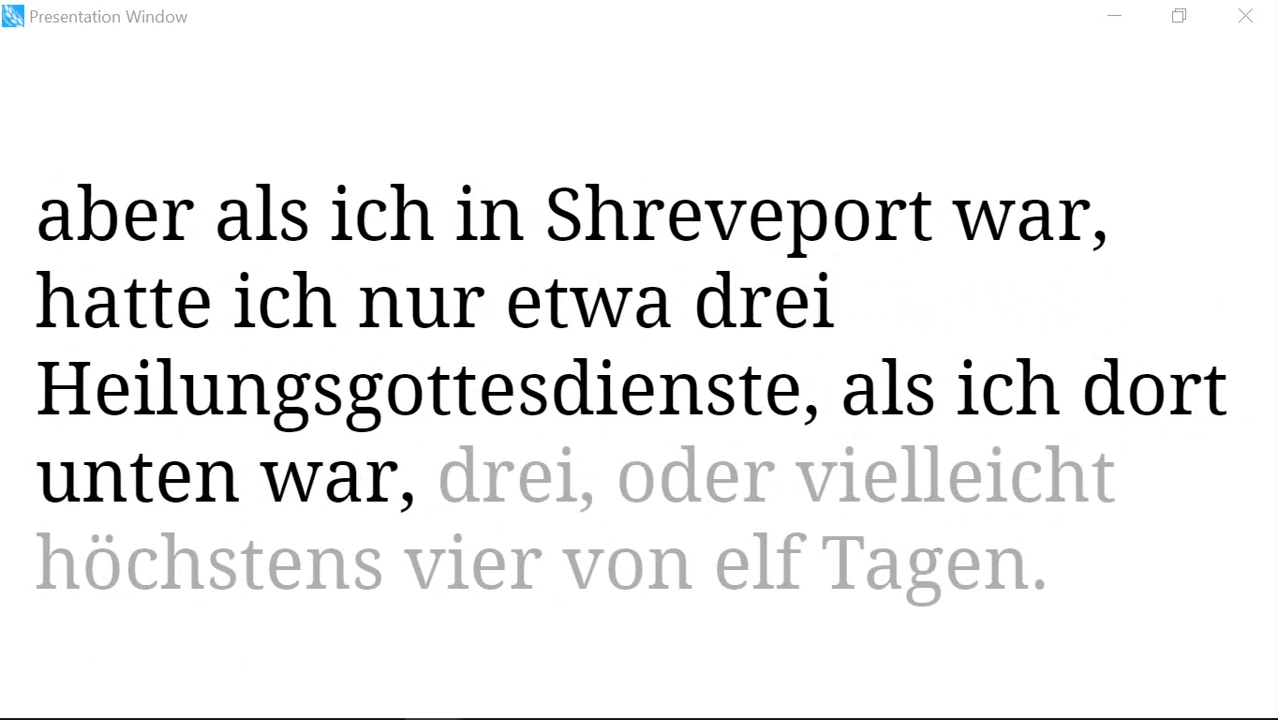 Presentation Window
aber als ich in Shreveport war,
hatte ich nur etwa drei
Heilungsgottesdienste, als ich dort
unten war, drei, oder vielleicht
höchstens vier von elf Tagen.